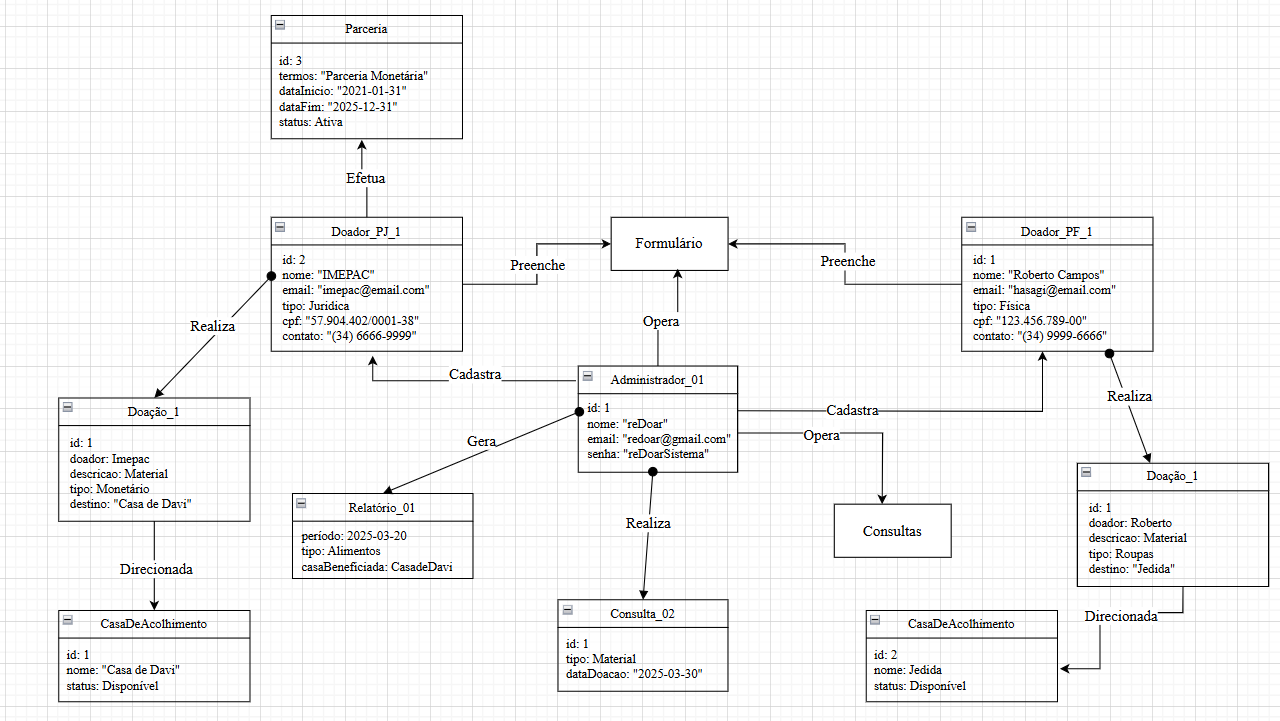 Parceria
id: 3
termos: "Parceria Monetária"
dataInicio: "2021-01-31"
dataFim: "2025-12-31"
status: Ativa
Efetua
Doador_PJ_1
id: 2
nome: "IMEPAC"
email: "imepac@email.com"
tipo: Jurídica
cpf: "57.904.402/0001-38"
contato: "(34) 6666-9999"
Preenche
Formulário
Preenche
Doador_PF_1
id: 1
nome: "Roberto Campos"
email: "hasagi@email.com"
tipo: Física
cpf: "123.456.789-00"
contato: "(34) 9999-6666"
Realiza
Opera
Cadastra
Administrador_01
id: 1
nome: "reDoar"
email: "redoar@gmail.com"
senha: "reDoarSistema"
Cadastra
Opera
Realiza
Doação_1
id: 1
doador: Imepac
descricao: Material
tipo: Monetário
destino: "Casa de Davi"
Gera
Relatório_01
período: 2025-03-20
tipo: Alimentos
casaBeneficiada: CasadeDavi
Realiza
Consultas
Doação_1
id: 1
doador: Roberto
descricao: Material
tipo: Roupas
destino: "Jedida"
Direcionada
CasaDeAcolhimento
id: 1
nome: "Casa de Davi"
status: Disponível
Consulta_02
id: 1
tipo: Material
dataDoacao: "2025-03-30"
Direcionada
CasaDeAcolhimento
id: 2
nome: Jedida
status: Disponível